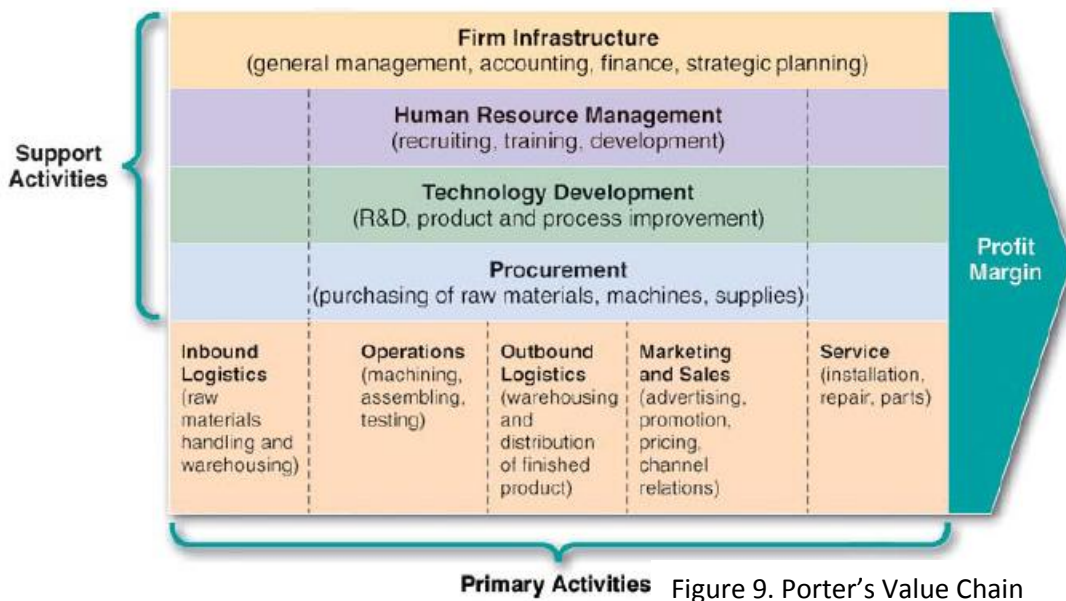 Firm Infrastructure
(general management, accounting, finance, strategic planning)
Human Resource Management
(recruiting, training, development)
Support
Activities
Technology Development
(R&D, product and process improvement)
Procurement
(purchasing of raw materials, machines, supplies)
Profit
Margin
Inbound
Logistics
(raw
materials
handling and
warehousing)
Operations
(machining,
assembling,
testing)
Outbound
Logistics
(warehousing
and
distribution
of finished
product)
Marketing
and Sales
(advertising,
promotion,
pricing,
channel
relations)
Service
(installation,
repair, parts)
Primary Activities
Figure 9. Porter’s Value Chain